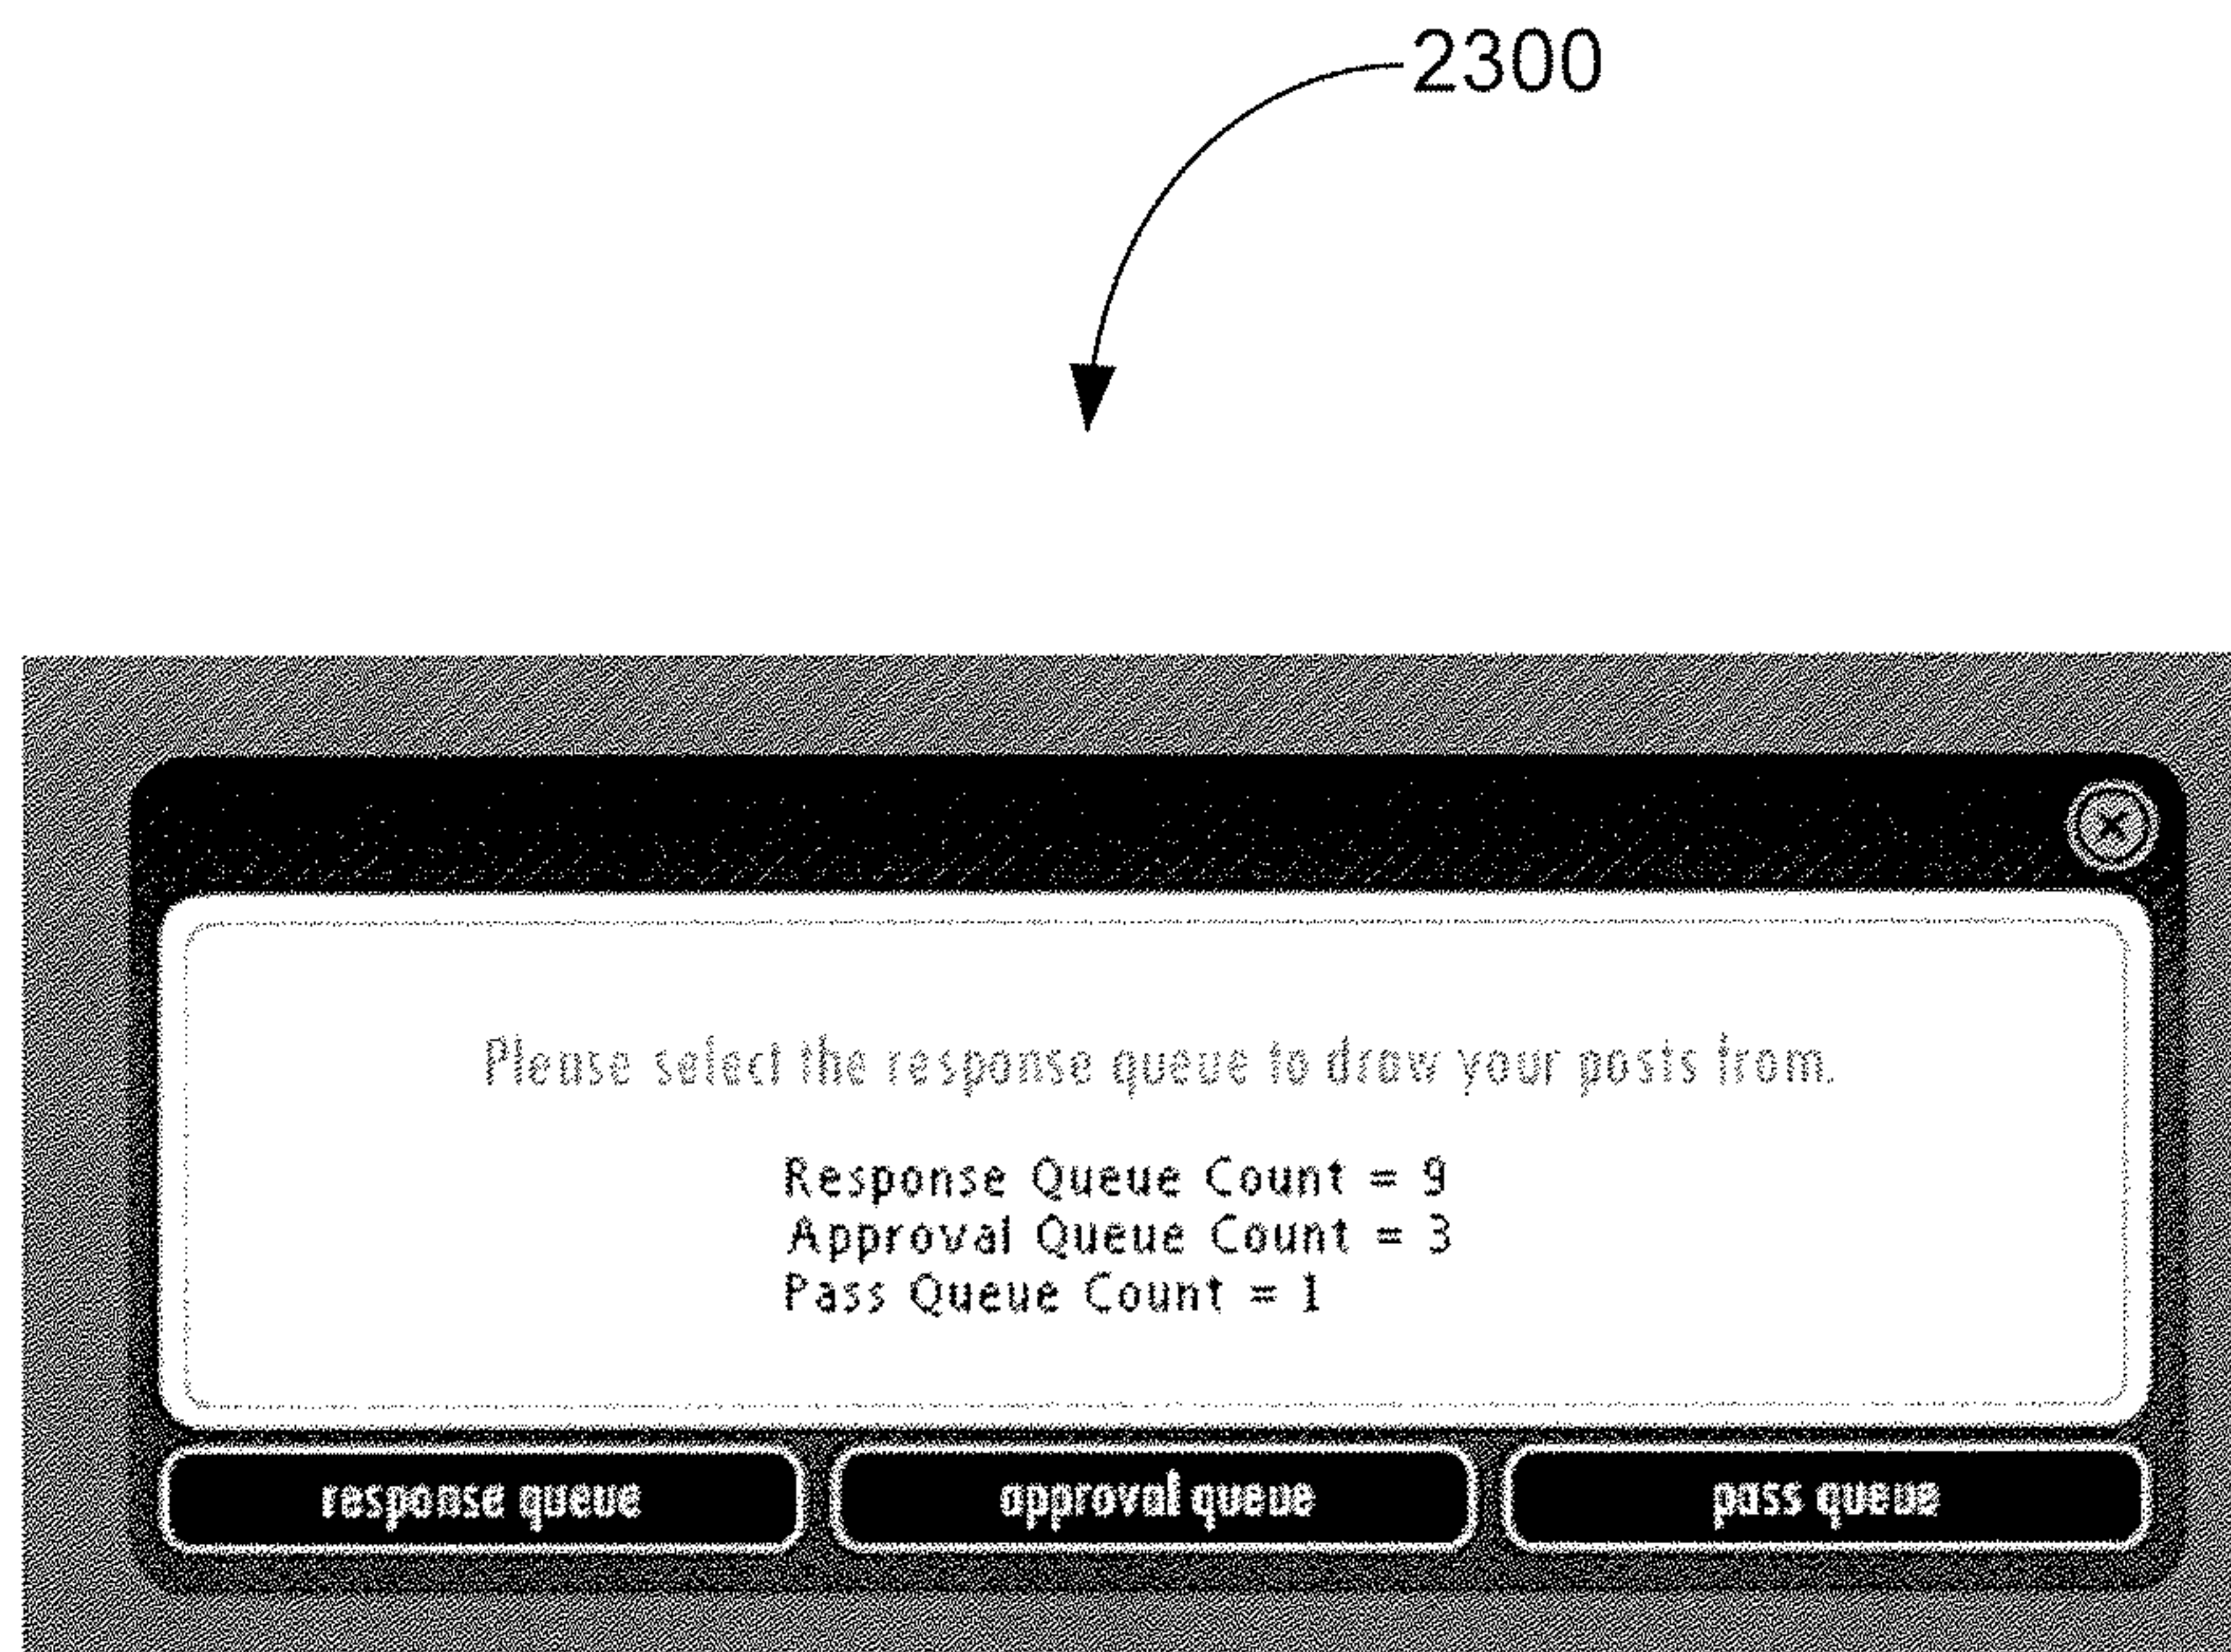 2300
Please select the response queue to draw your posts from.
Response Queue Count = 9
Approval Queue Count = 3
Pass Queue Count = 1
response queue
approval queue
pass queue